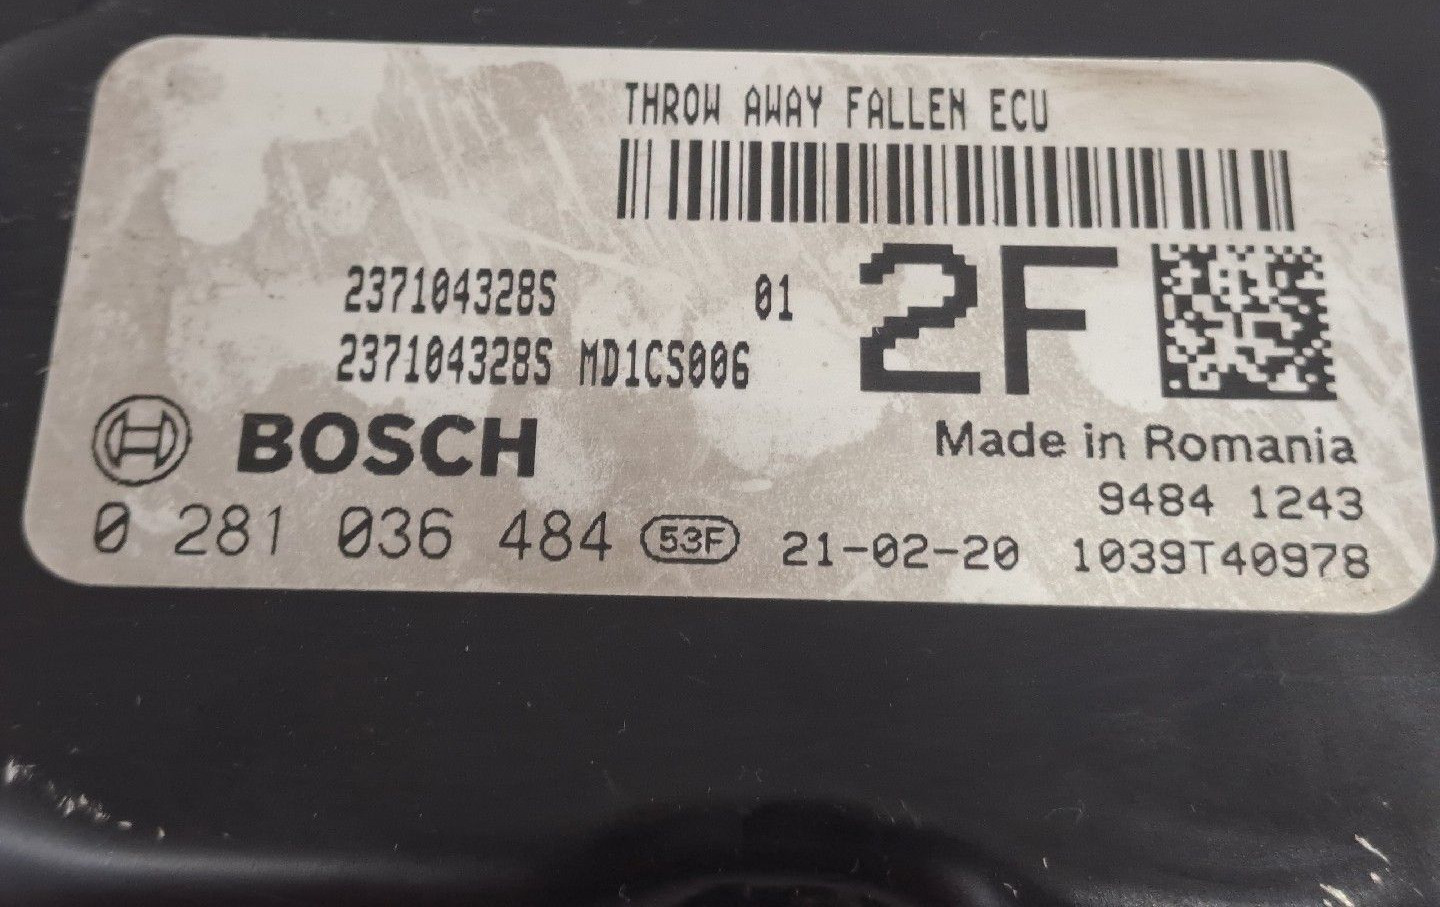 THROW AWAY FALLEN ECU
237104328S 01
237104328S MD1CS006
2F
BOSCH
Made in Romania
9484 1243
0 281 036 484 53F 21-02-20 1039T40978